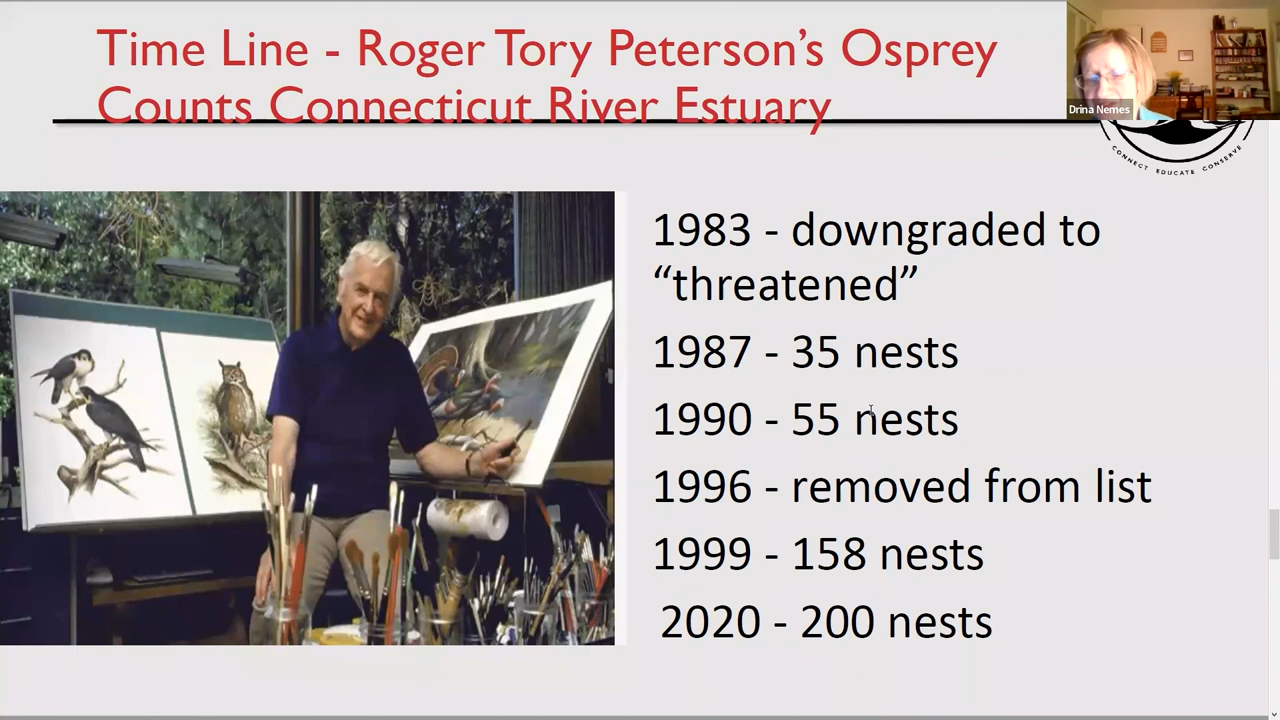 Time Line - Roger Tory Peterson’s Osprey
Counts Connecticut River Estuary
Drina Nemes
CONNECT EDUCATE CONSERVE
1983 - downgraded to
“threatened”
1987 - 35 nests
1990 - 55 nests
1996 - removed from list
1999 - 158 nests
2020 - 200 nests